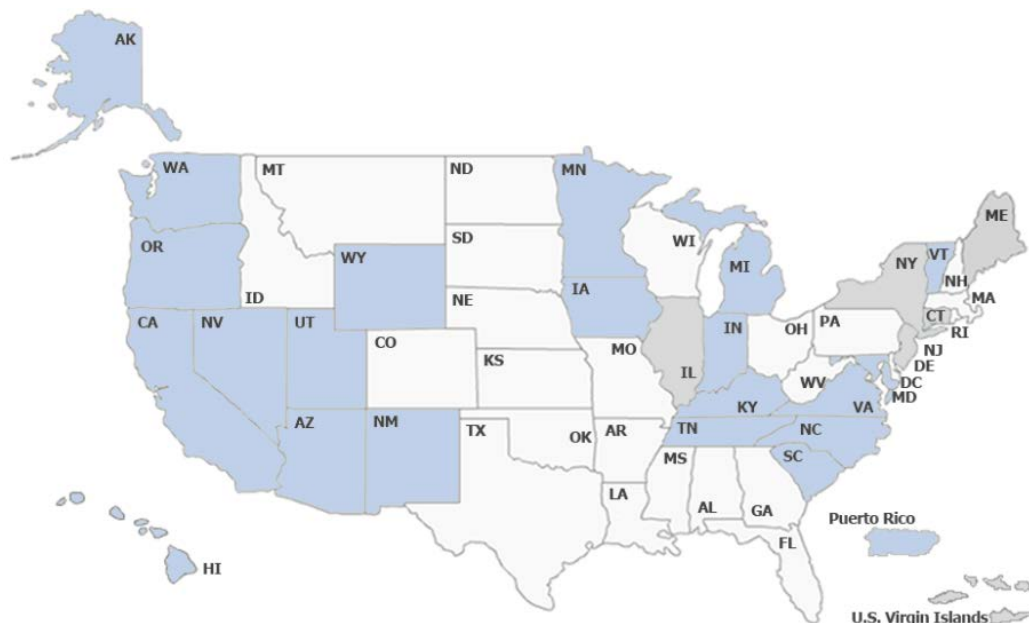 AK
WA
MT
ND
MN
ME
OR
SD
WI
WY
MI
NY
VT
ID
NH
NE
IA
MA
CA
NV
UT
IN
OH
PA
CT
RI
CO
MO
NJ
KS
IL
DE
WV
DC
KY
VA
MD
AZ
NM
TX
OK
AR
TN
NC
MS
SC
LA
AL
GA
Puerto Rico
FL
HI
U.S. Virgin Islands